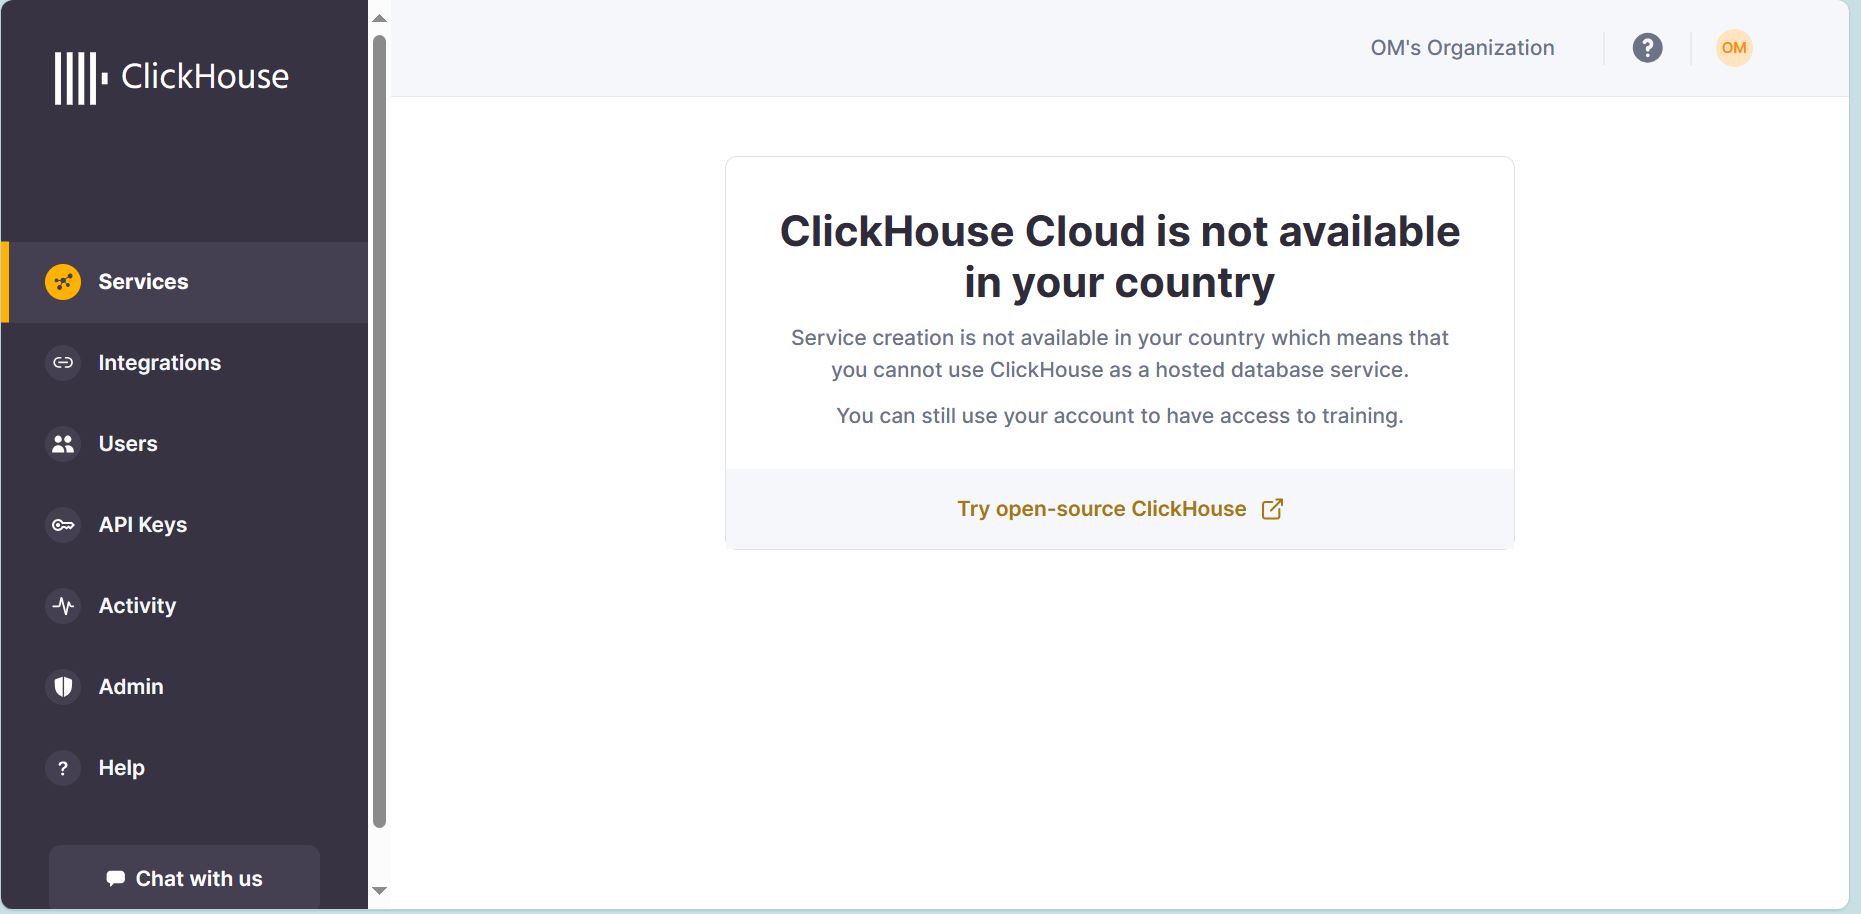 ClickHouse
OM's Organization
?
OM
Services
Integrations
Users
API Keys
Activity
Admin
?
Help
Chat with us
ClickHouse Cloud is not available
in your country
Service creation is not available in your country which means that
you cannot use ClickHouse as a hosted database service.
You can still use your account to have access to training.
Try open-source ClickHouse